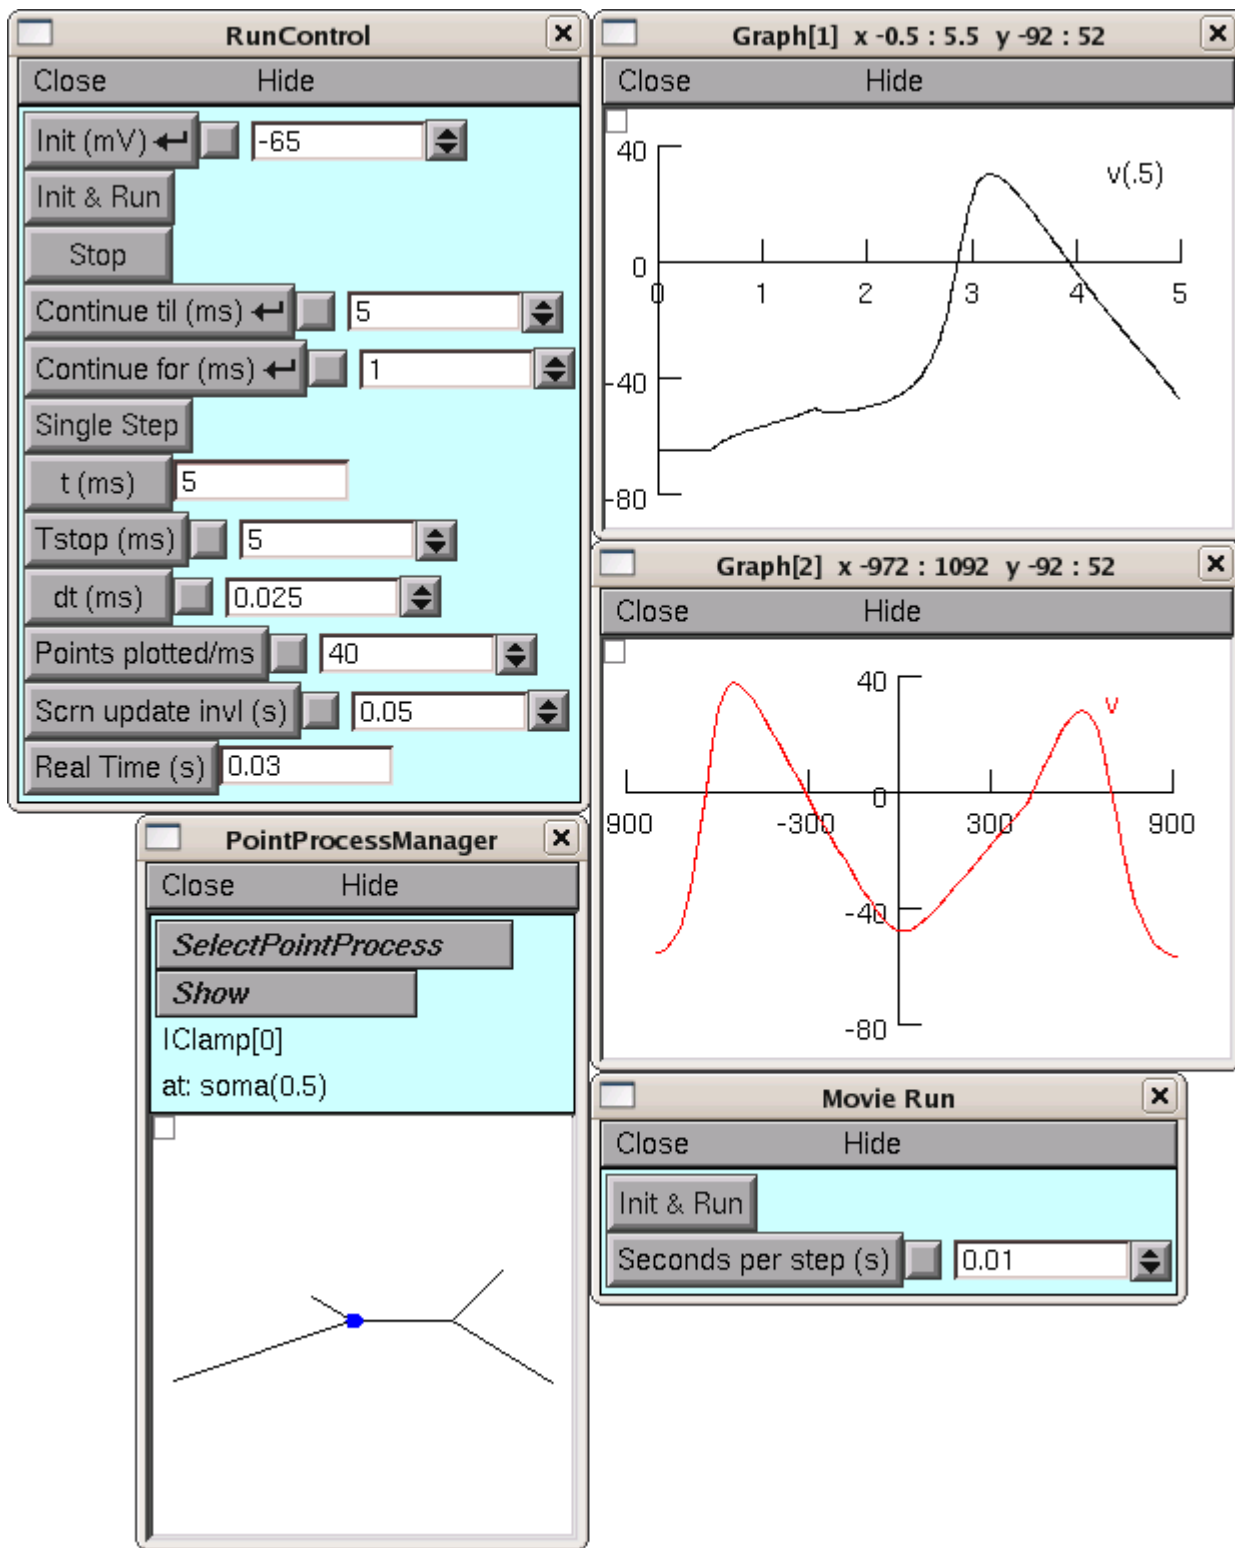 RunControl
Close Hide
Init (mV) -65
Init & Run
Stop
Continue til (ms) 5
Continue for (ms) 1
Single Step
t (ms) 5
Tstop (ms) 5
dt (ms) 0.025
Points plotted/ms 40
Scrn update invl (s) 0.05
Real Time (s) 0.03
Graph[1] x -0.5 : 5.5 y -92 : 52
Close Hide
40
v(.5)
0
0 1 2 3 4 5
-40
-80
Graph[2] x -972 : 1092 y -92 : 52
Close Hide
40
v
0
900 -300 300 900
-40
-80
PointProcessManager
Close Hide
SelectPointProcess
Show
IClamp[0]
at: soma(0.5)
Movie Run
Close Hide
Init & Run
Seconds per step (s) 0.01